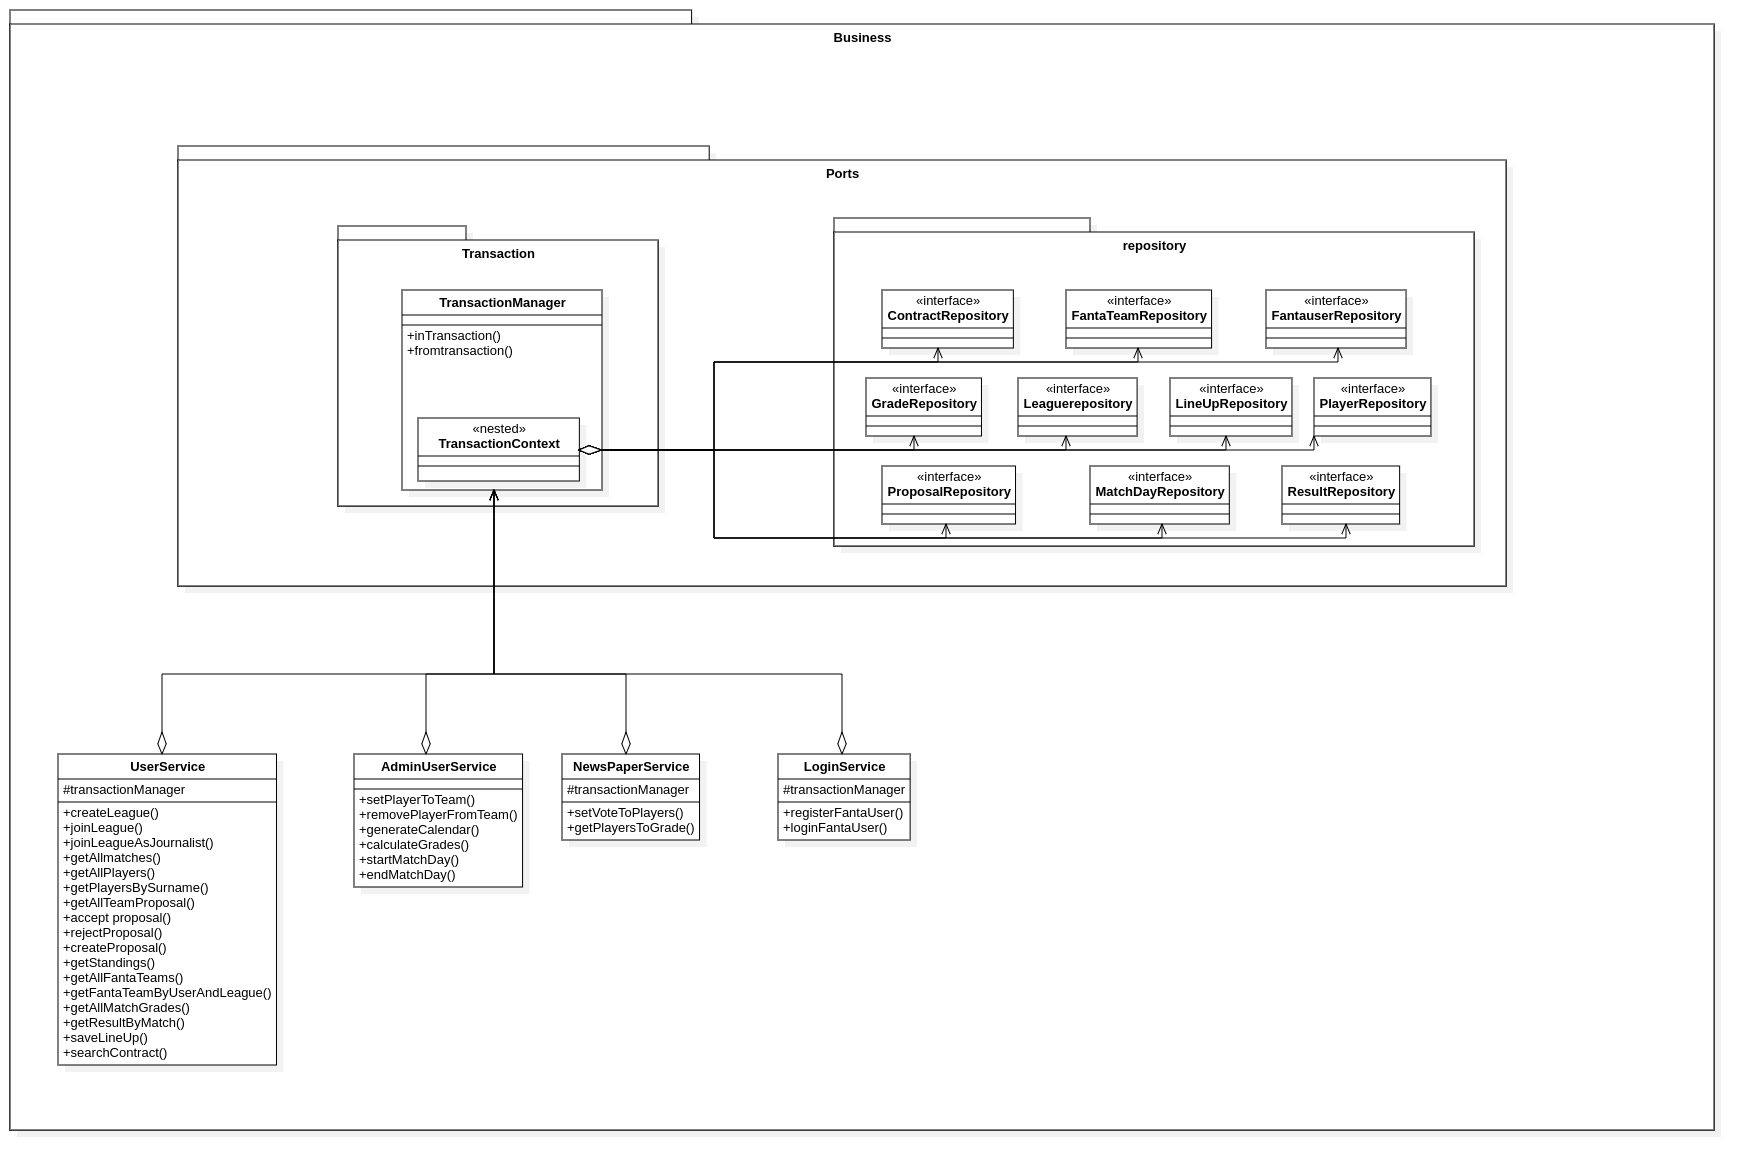 Business
Ports
Transaction
TransactionManager
+inTransaction()
+fromtransaction()
«nested»
TransactionContext
repository
«interface»
ContractRepository
«interface»
FantaTeamRepository
«interface»
FantauserRepository
«interface»
GradeRepository
«interface»
Leaguerepository
«interface»
LineUpRepository
«interface»
PlayerRepository
«interface»
ProposalRepository
«interface»
MatchDayRepository
«interface»
ResultRepository
UserService
#transactionManager
+createLeague()
+joinLeague()
+joinLeagueAsJournalist()
+getAllmatches()
+getAllPlayers()
+getPlayersBySurname()
+getAllTeamProposal()
+accept proposal()
+rejectProposal()
+createProposal()
+getStandings()
+getAllFantaTeams()
+getFantaTeamByUserAndLeague()
+getAllMatchGrades()
+getResultByMatch()
+saveLineUp()
+searchContract()
AdminUserService
+setPlayerToTeam()
+removePlayerFromTeam()
+generateCalendar()
+calculateGrades()
+startMatchDay()
+endMatchDay()
NewsPaperService
#transactionManager
+setVoteToPlayers()
+getPlayersToGrade()
LoginService
#transactionManager
+registerFantaUser()
+loginFantaUser()